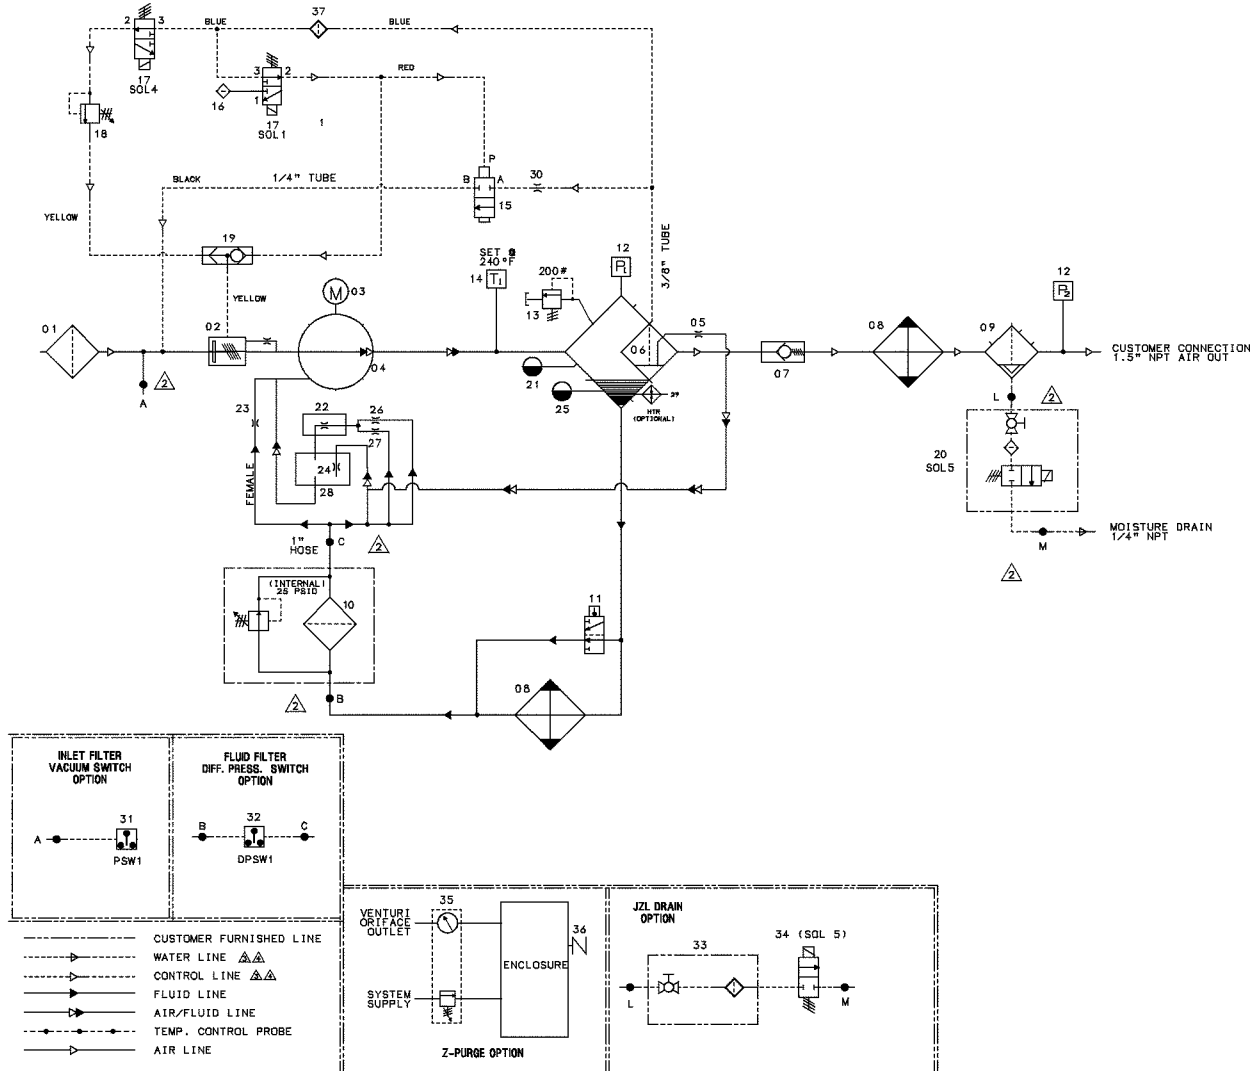 2
3
BLUE
37
BLUE
17
SOL4
3
2
RED
1
16
17
SOL1
1
18
P
BLACK
1/4" TUBE
B
A
30
15
YELLOW
3/8" TUBE
19
SET @
240°F
14
T1
12
P1
200#
13
12
P2
YELLOW
M
03
01
02
04
05
06
07
08
09
CUSTOMER CONNECTION
1.5" NPT AIR OUT
A
2
21
25
29
HTR
(OPTIONAL)
L
2
23
22
26
27
24
28
FEMALE
20
SOL5
1"
HOSE
C
2
MOISTURE DRAIN
1/4" NPT
M
2
(INTERNAL)
25 PSID
10
11
2
B
08
INLET FILTER
VACUUM SWITCH
OPTION
FLUID FILTER
DIFF. PRESS. SWITCH
OPTION
31
A
PSW1
B
32
C
DPSW1
CUSTOMER FURNISHED LINE
WATER LINE
CONTROL LINE
FLUID LINE
AIR/FLUID LINE
TEMP. CONTROL PROBE
AIR LINE
35
VENTURI
ORIFACE
OUTLET
36
ENCLOSURE
SYSTEM
SUPPLY
Z-PURGE OPTION
JZL DRAIN
OPTION
33
34 (SOL 5)
L
M